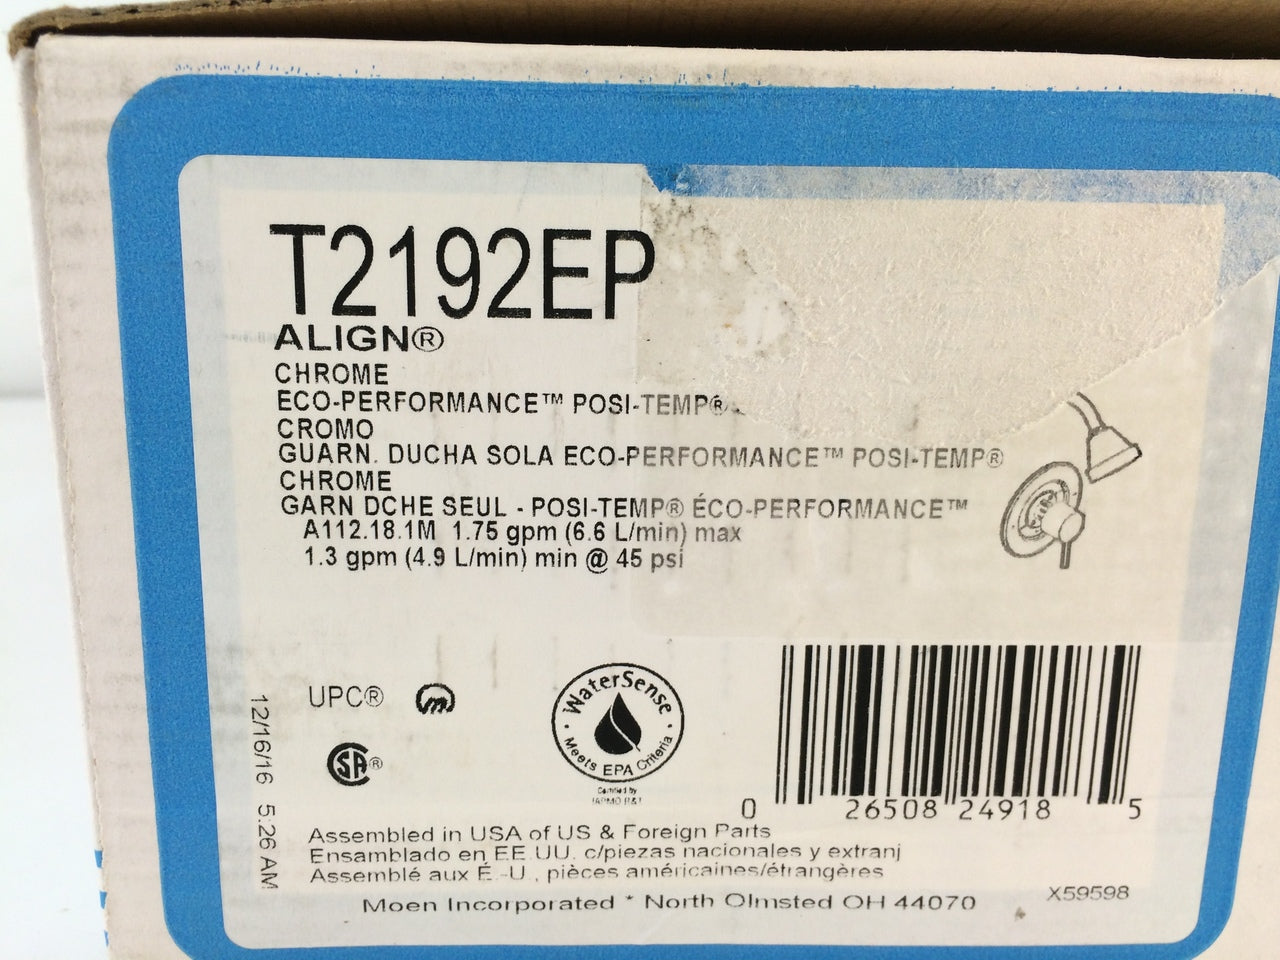 T2192EP
ALIGN®
CHROME
ECO-PERFORMANCE™ POSI-TEMP®
CROMO
GUARN. DUCHA SOLA ECO-PERFORMANCE™ POSI-TEMP®
CHROME
GARN DCHE SEUL - POSI-TEMP® ÉCO-PERFORMANCE™
A112.18.1M 1.75 gpm (6.6 L/min) max
1.3 gpm (4.9 L/min) min @ 45 psi
UPC®
WaterSense
Meets EPA Criteria
Certified by
IAPMO R&T
SA®
12/16/16 5:26 AM
0 26508 24918 5
Assembled in USA of US & Foreign Parts
Ensamblado en EE.UU. c/piezas nacionales y extranj
Assemblé aux É.-U., pièces américaines/étrangères
Moen Incorporated * North Olmsted OH 44070
X59598